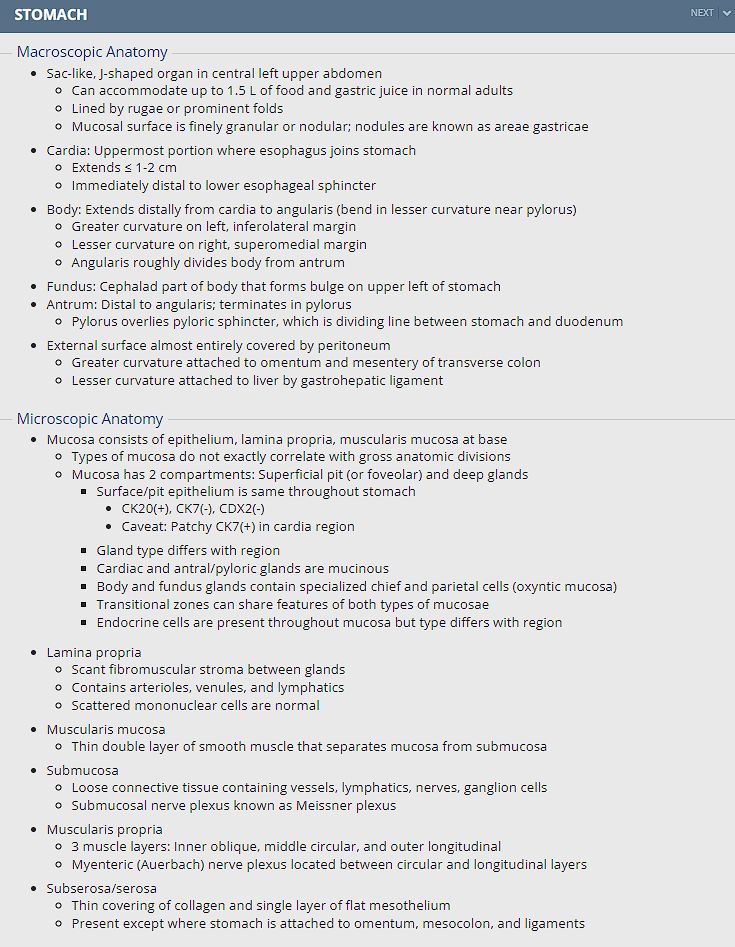 STOMACH
NEXT
Macroscopic Anatomy
• Sac-like, J-shaped organ in central left upper abdomen
◦ Can accommodate up to 1.5 L of food and gastric juice in normal adults
◦ Lined by rugae or prominent folds
◦ Mucosal surface is finely granular or nodular; nodules are known as areae gastricae
• Cardia: Uppermost portion where esophagus joins stomach
◦ Extends ≤ 1-2 cm
◦ Immediately distal to lower esophageal sphincter
• Body: Extends distally from cardia to angularis (bend in lesser curvature near pylorus)
◦ Greater curvature on left, inferolateral margin
◦ Lesser curvature on right, superomedial margin
◦ Angularis roughly divides body from antrum
• Fundus: Cephalad part of body that forms bulge on upper left of stomach
• Antrum: Distal to angularis; terminates in pylorus
◦ Pylorus overlies pyloric sphincter, which is dividing line between stomach and duodenum
• External surface almost entirely covered by peritoneum
◦ Greater curvature attached to omentum and mesentery of transverse colon
◦ Lesser curvature attached to liver by gastrohepatic ligament
Microscopic Anatomy
• Mucosa consists of epithelium, lamina propria, muscularis mucosa at base
◦ Types of mucosa do not exactly correlate with gross anatomic divisions
◦ Mucosa has 2 compartments: Superficial pit (or foveolar) and deep glands
▪ Surface/pit epithelium is same throughout stomach
• CK20(+), CK7(-), CDX2(-)
• Caveat: Patchy CK7(+) in cardia region
▪ Gland type differs with region
▪ Cardiac and antral/pyloric glands are mucinous
▪ Body and fundus glands contain specialized chief and parietal cells (oxyntic mucosa)
▪ Transitional zones can share features of both types of mucosae
▪ Endocrine cells are present throughout mucosa but type differs with region
• Lamina propria
◦ Scant fibromuscular stroma between glands
◦ Contains arterioles, venules, and lymphatics
◦ Scattered mononuclear cells are normal
• Muscularis mucosa
◦ Thin double layer of smooth muscle that separates mucosa from submucosa
• Submucosa
◦ Loose connective tissue containing vessels, lymphatics, nerves, ganglion cells
◦ Submucosal nerve plexus known as Meissner plexus
• Muscularis propria
◦ 3 muscle layers: Inner oblique, middle circular, and outer longitudinal
◦ Myenteric (Auerbach) nerve plexus located between circular and longitudinal layers
• Subserosa/serosa
◦ Thin covering of collagen and single layer of flat mesothelium
◦ Present except where stomach is attached to omentum, mesocolon, and ligaments